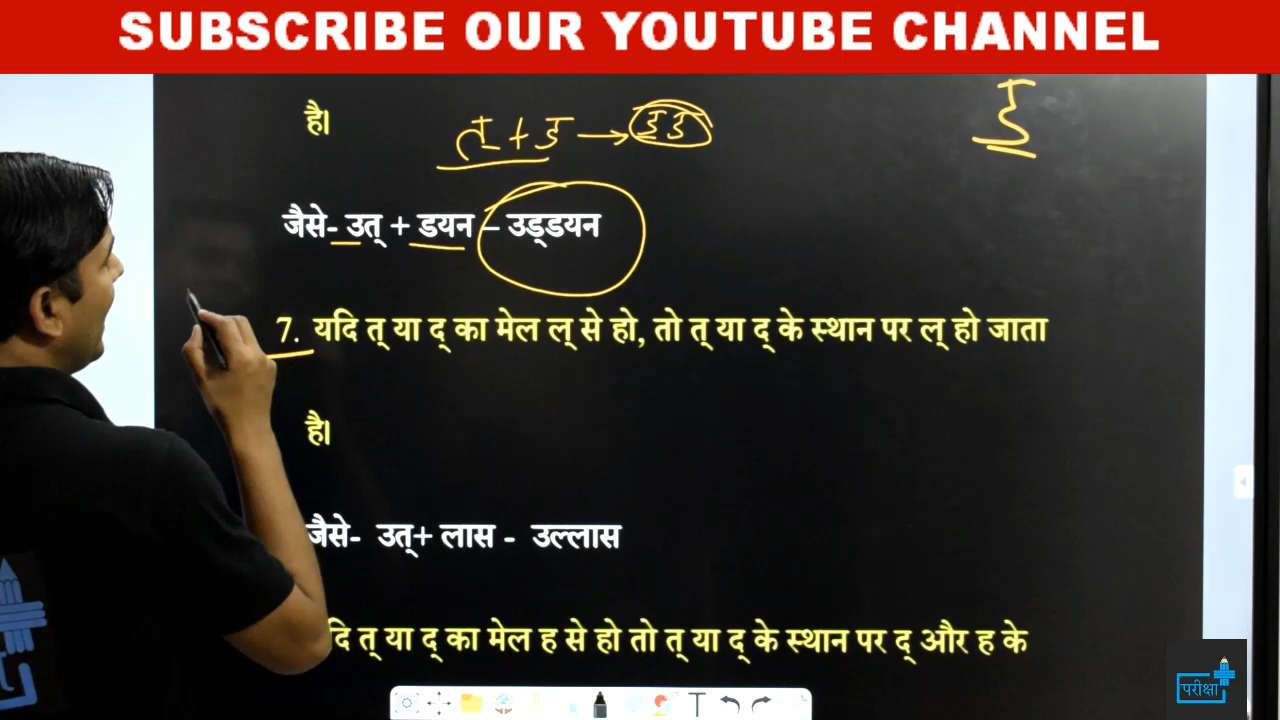 SUBSCRIBE OUR YOUTUBE CHANNEL
है।
त् + ड → ड्ड
ड्
जैसे- उत् + डयन – उड्डयन
7. यदि त् या द् का मेल ल् से हो, तो त् या द् के स्थान पर ल् हो जाता
है।
जैसे- उत्+ लास - उल्लास
दि त् या द् का मेल ह से हो तो त् या द् के स्थान पर द् और ह के
T
परीक्षा